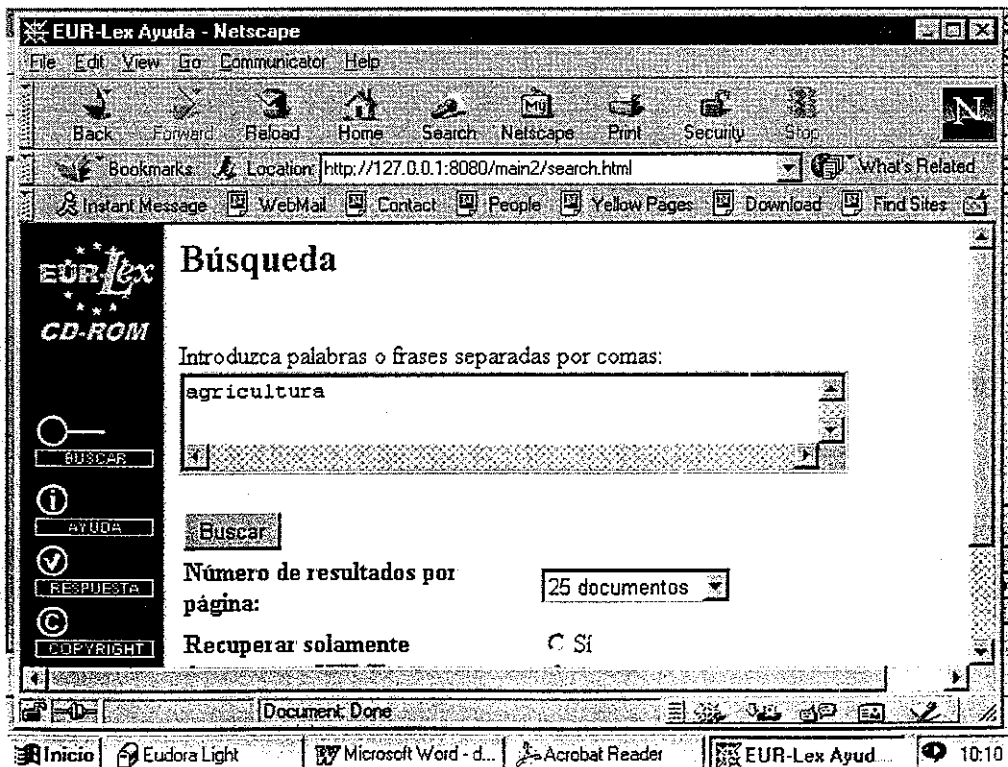 EUR-Lex Ayuda - Netscape
File Edit View Go Communicator Help
Back Forward Reload Home Search Netscape Print Security Stop
N
Bookmarks Location: http://127.0.0.1:8080/main2/search.html What's Related
Instant Message WebMail Contact People Yellow Pages Download Find Sites
EUR-Lex
CD-ROM
BUSCAR
AYUDA
RESPUESTA
COPYRIGHT
Búsqueda
Introduzca palabras o frases separadas por comas:
agricultura
Buscar
Número de resultados por
página:
25 documentos
Recuperar solamente
Sí
Document: Done
Inicio Eudora Light Microsoft Word - d... Acrobat Reader EUR-Lex Ayud... 10:10